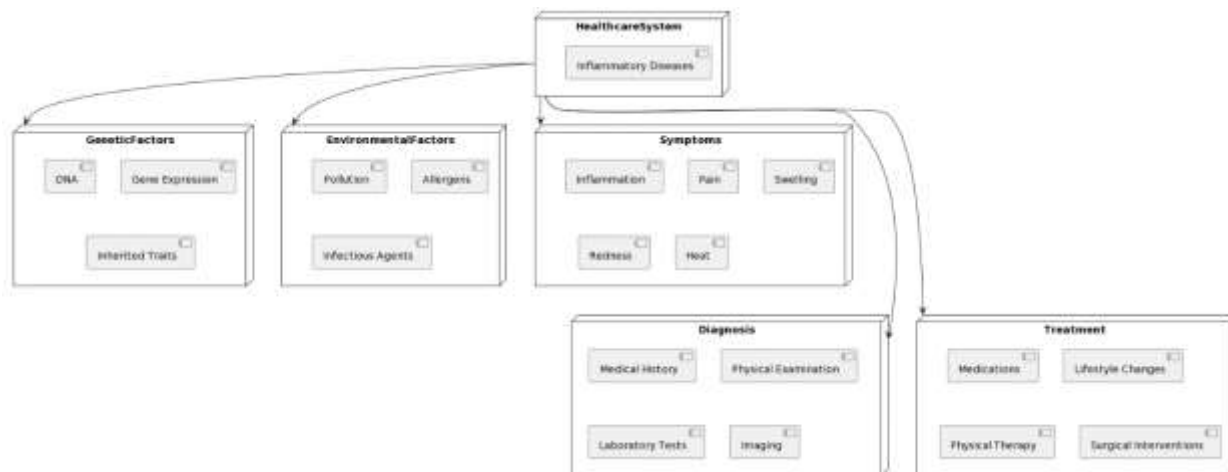 HealthcareSystem
Inflammatory Diseases
GeneticFactors
DNA
Gene Expression
Inherited Traits
EnvironmentalFactors
Pollution
Allergens
Infectious Agents
Symptoms
Inflammation
Pain
Swelling
Redness
Heat
Diagnosis
Medical History
Physical Examination
Laboratory Tests
Imaging
Treatment
Medications
Lifestyle Changes
Physical Therapy
Surgical Interventions